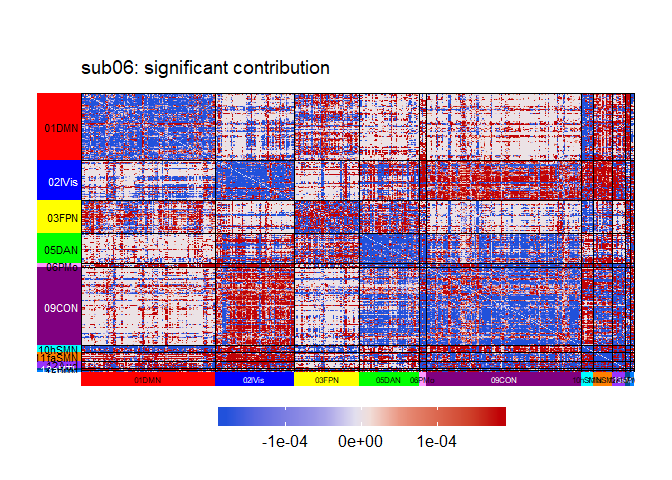 sub06: significant contribution
01DMN
02lVis
03FPN
05DAN
09CON
01DMN
02lVis
03FPN
05DAN
09CON
-1e-04
0e+00
1e-04